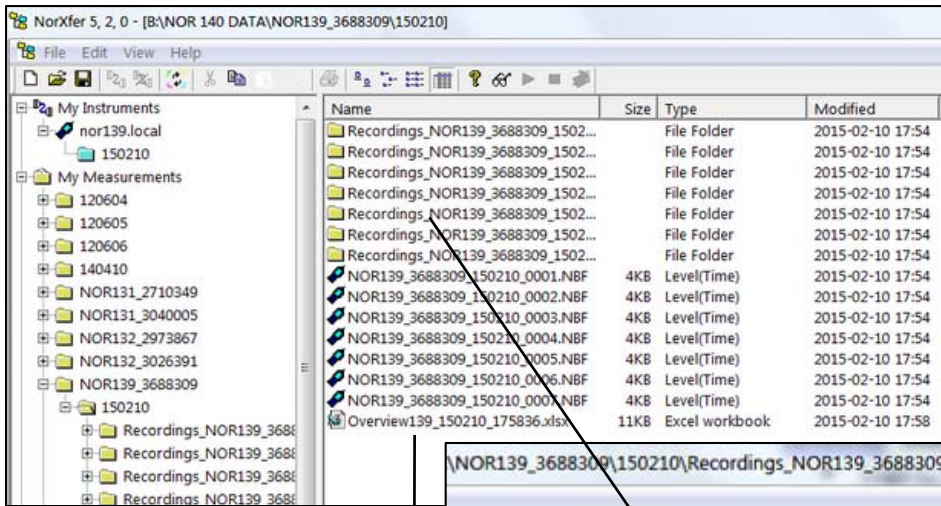 NorXfer 5, 2, 0 - [B:\NOR 140 DATA\NOR139_3688309\150210]
File Edit View Help
My Instruments
nor139.local
150210
My Measurements
120604
120605
120606
140410
NOR131_2710349
NOR131_3040005
NOR132_2973867
NOR132_3026391
NOR139_3688309
150210
Recordings_NOR139_368
Recordings_NOR139_368
Recordings_NOR139_368
Recordings_NOR139_368
Name Size Type Modified
Recordings_NOR139_3688309_1502... File Folder 2015-02-10 17:54
Recordings_NOR139_3688309_1502... File Folder 2015-02-10 17:54
Recordings_NOR139_3688309_1502... File Folder 2015-02-10 17:54
Recordings_NOR139_3688309_1502... File Folder 2015-02-10 17:54
Recordings_NOR139_3688309_1502... File Folder 2015-02-10 17:54
Recordings_NOR139_3688309_1502... File Folder 2015-02-10 17:54
Recordings_NOR139_3688309_1502... File Folder 2015-02-10 17:54
NOR139_3688309_150210_0001.NBF 4KB Level(Time) 2015-02-10 17:54
NOR139_3688309_150210_0002.NBF 4KB Level(Time) 2015-02-10 17:54
NOR139_3688309_150210_0003.NBF 4KB Level(Time) 2015-02-10 17:54
NOR139_3688309_150210_0004.NBF 4KB Level(Time) 2015-02-10 17:54
NOR139_3688309_150210_0005.NBF 4KB Level(Time) 2015-02-10 17:54
NOR139_3688309_150210_0006.NBF 4KB Level(Time) 2015-02-10 17:54
NOR139_3688309_150210_0007.NBF 4KB Level(Time) 2015-02-10 17:54
Overview139_150210_175836.xlsx 11KB Excel workbook 2015-02-10 17:58
\NOR139_3688309\150210\Recordings_NOR139_3688309